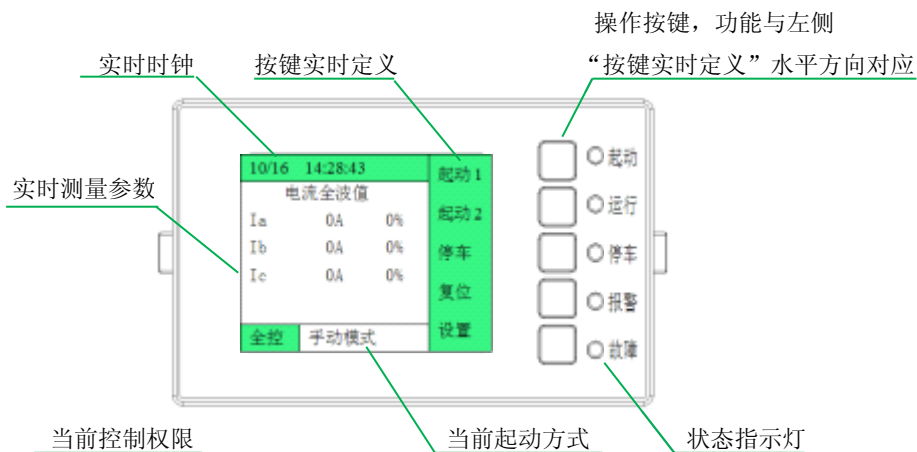 操作按键，功能与左侧
实时时钟
按键实时定义
“按键实时定义”水平方向对应
实时测量参数
10/16 14:28:43
电流全波值
Ia 0A 0%
Ib 0A 0%
Ic 0A 0%
全控 手动模式
起动1
起动2
停车
复位
设置
起动
运行
停车
报警
故障
当前控制权限
当前起动方式
状态指示灯